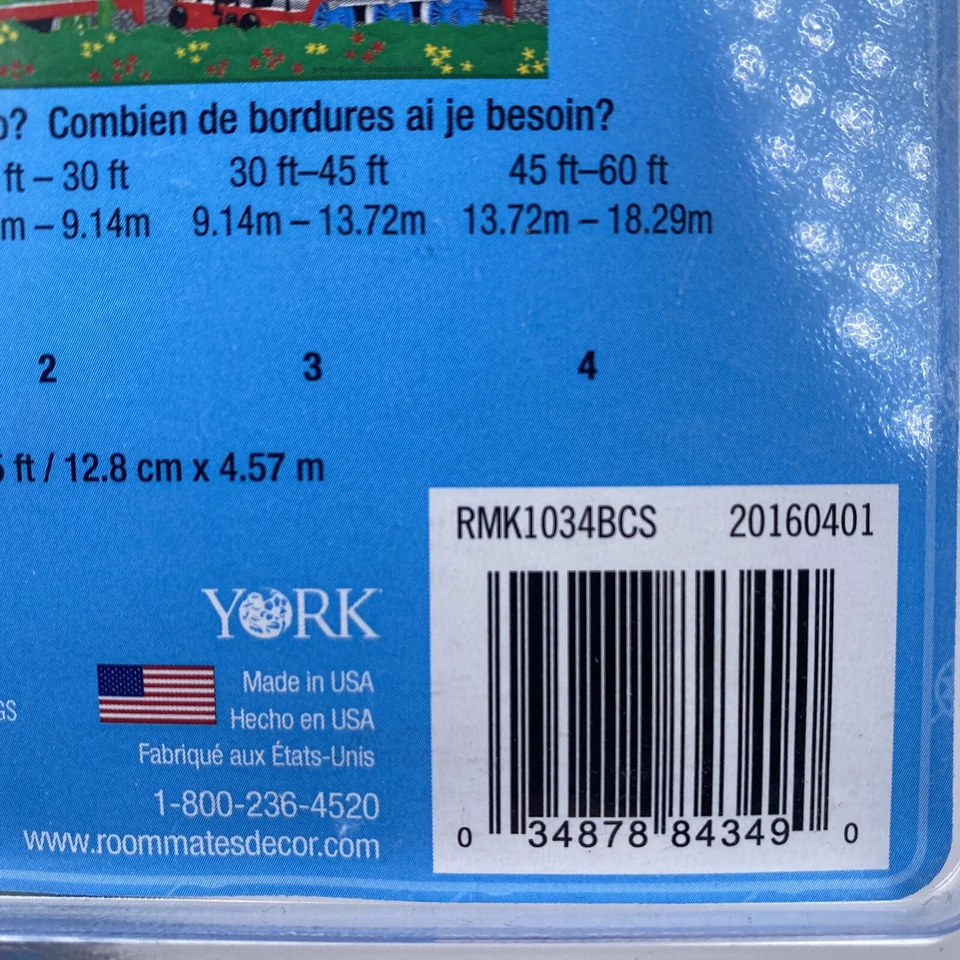 ? Combien de bordures ai je besoin?
ft – 30 ft 30 ft–45 ft 45 ft–60 ft
m – 9.14m 9.14m – 13.72m 13.72m – 18.29m
2 3 4
ft / 12.8 cm x 4.57 m
RMK1034BCS 20160401
YORK
Made in USA
Hecho en USA
GS
Fabriqué aux États-Unis
1-800-236-4520
www.roommatesdecor.com
0 34878 84349 0